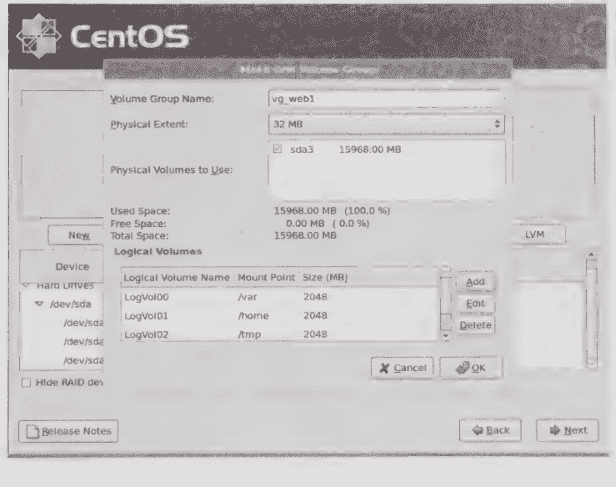 CentOS
Make LVM Volume Group
Volume Group Name: vg_web1
Physical Extent: 32 MB
sda3 15968.00 MB
Physical Volumes to Use:
Used Space: 15968.00 MB (100.0 %)
Free Space: 0.00 MB ( 0.0 %)
Total Space: 15968.00 MB
New
LVM
Logical Volumes
Device
Logical Volume Name Mount Point Size (MB)
Add
Hard Drives
LogVol00 /var 2048
/dev/sda
Edit
LogVol01 /home 2048
/dev/sda
Delete
/dev/sda
LogVol02 /tmp 2048
/dev/sda
Cancel
OK
Hide RAID dev
Release Notes
Back
Next